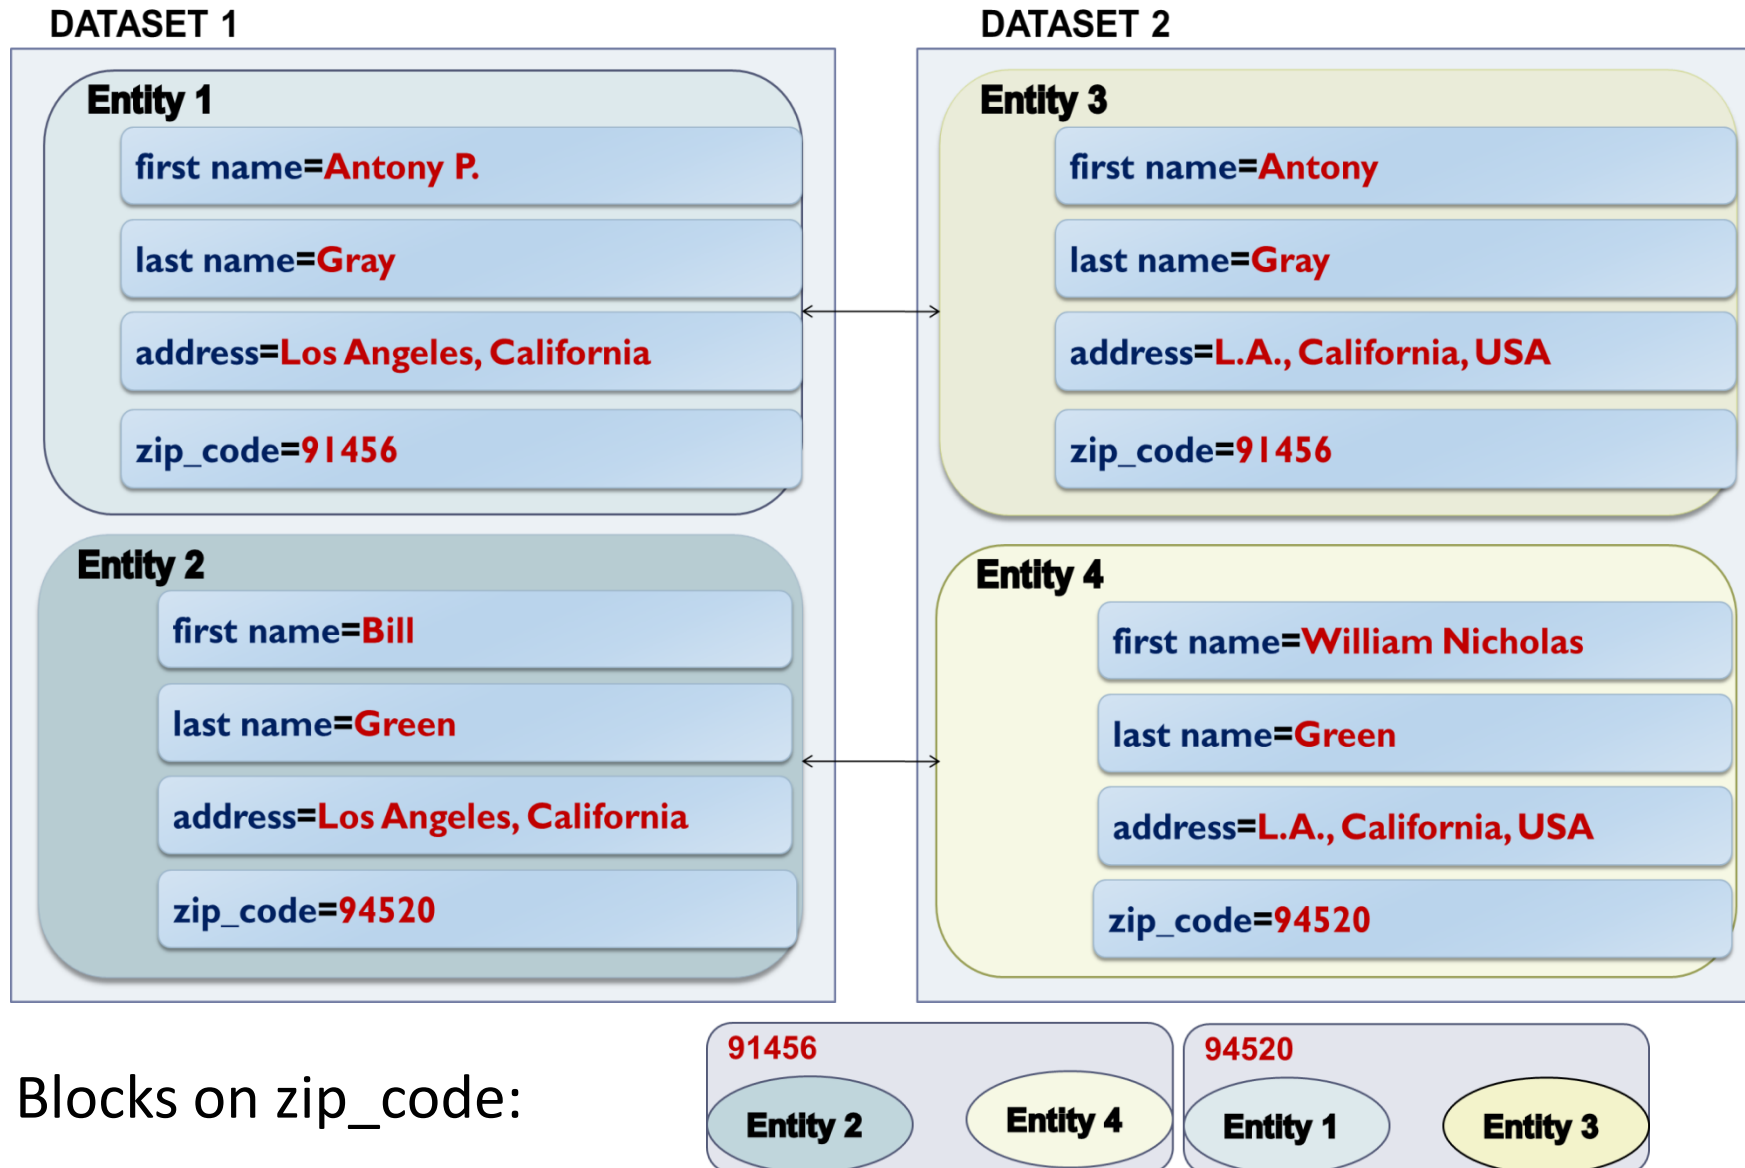 DATASET 1
Entity 1
first name=Antony P.
last name=Gray
address=Los Angeles, California
zip_code=91456
Entity 2
first name=Bill
last name=Green
address=Los Angeles, California
zip_code=94520
DATASET 2
Entity 3
first name=Antony
last name=Gray
address=L.A., California, USA
zip_code=91456
Entity 4
first name=William Nicholas
last name=Green
address=L.A., California, USA
zip_code=94520
Blocks on zip_code:
91456
Entity 2
Entity 4
94520
Entity 1
Entity 3